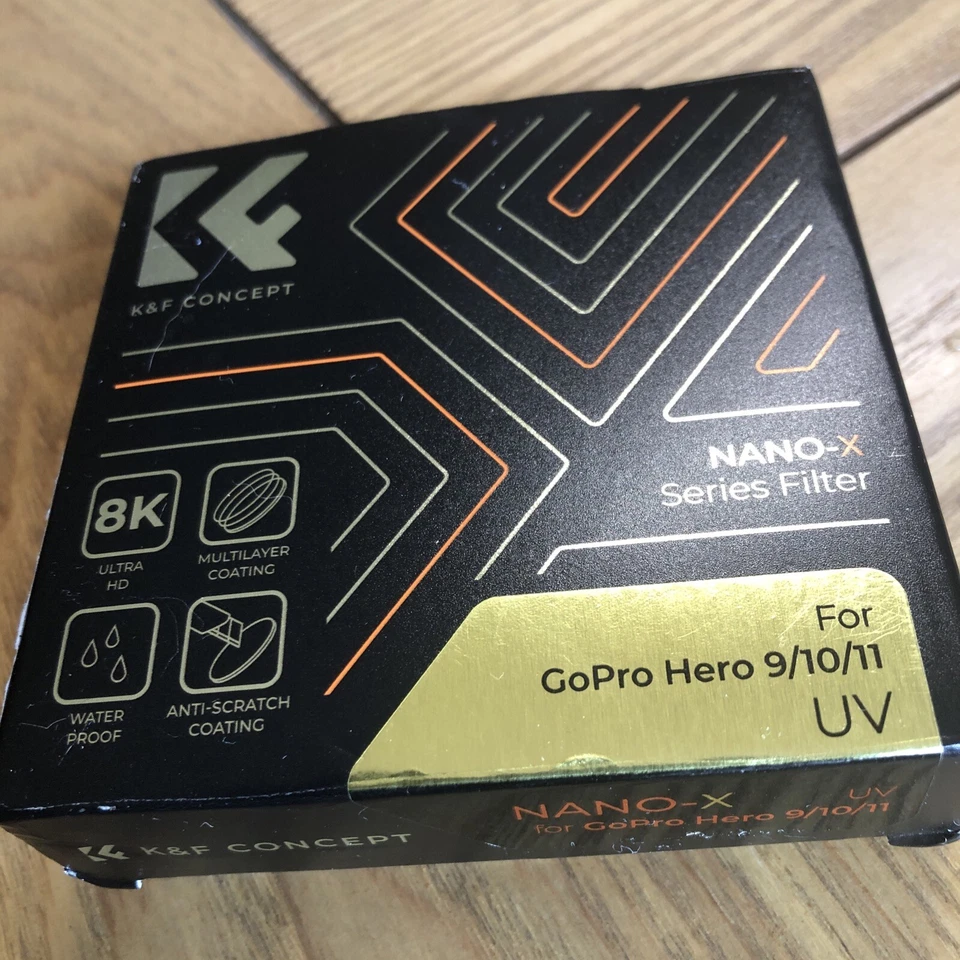 K&F CONCEPT
NANO-X
Series Filter
8K
ULTRA
HD
MULTILAYER
COATING
WATER
PROOF
ANTI-SCRATCH
COATING
For
GoPro Hero 9/10/11
UV
K&F CONCEPT
NANO-X UV
for GoPro Hero 9/10/11